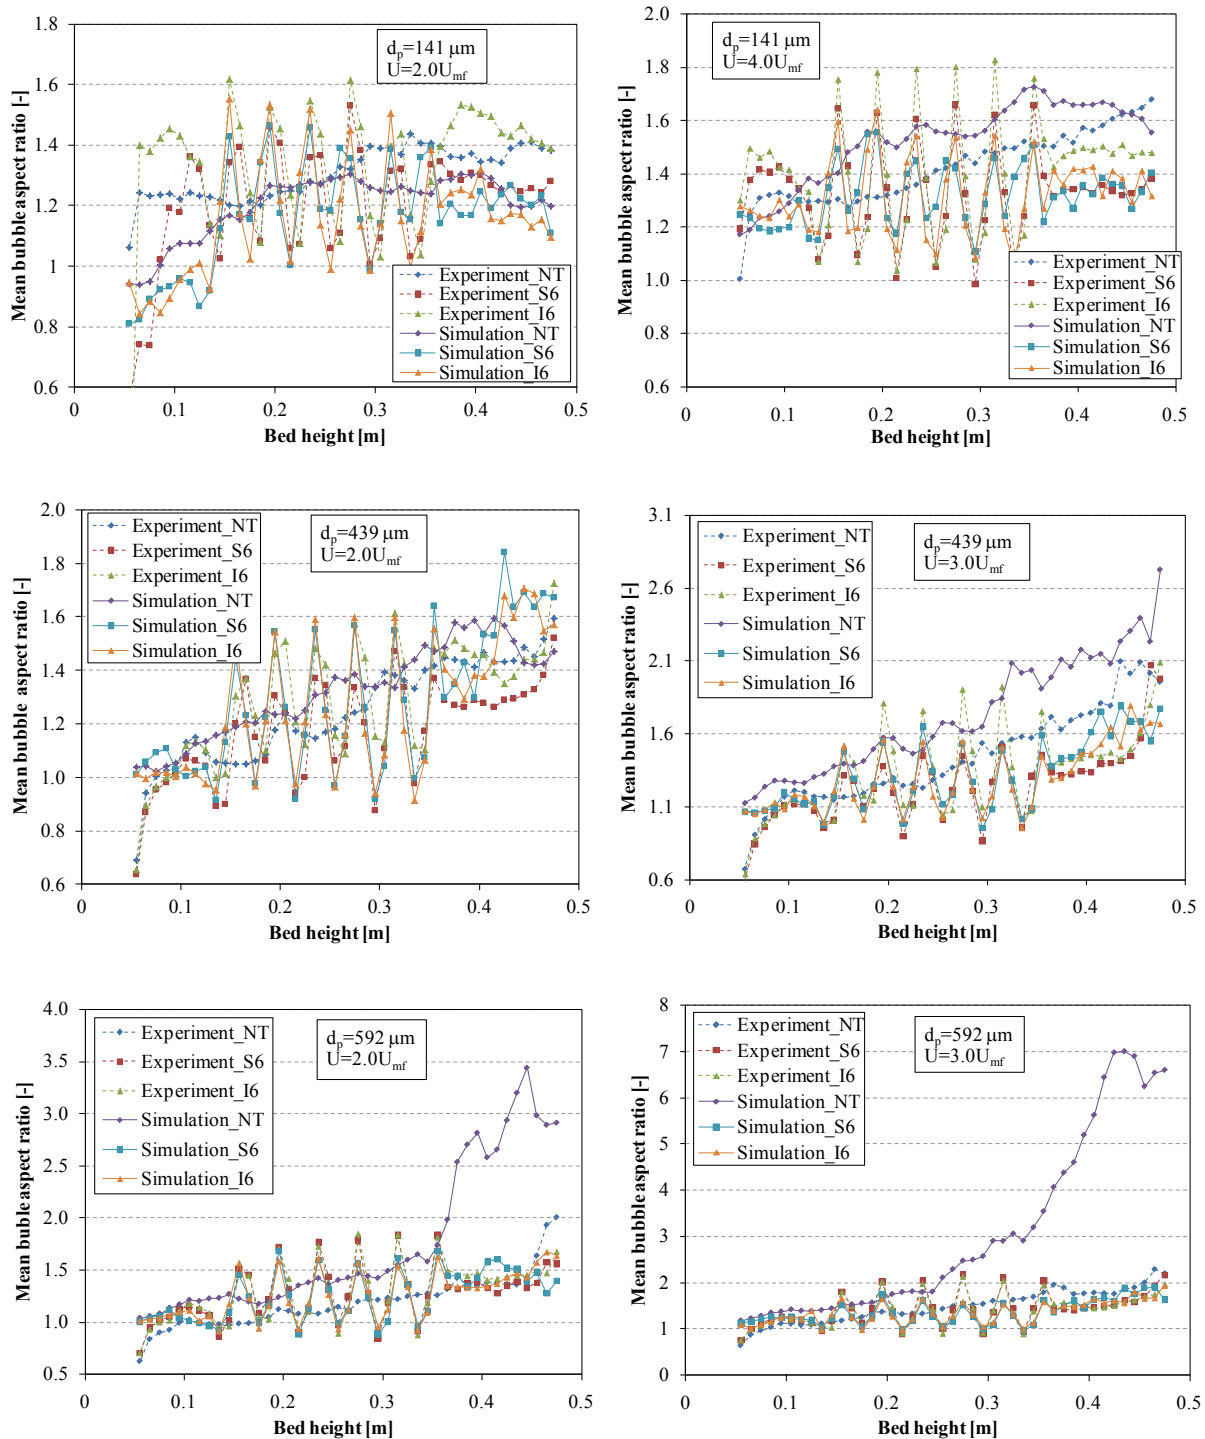 1.8
1.6
1.4
1.2
1.0
0.8
0.6
Mean bubble aspect ratio [-]
d_p=141 µm
U=2.0U_mf
Experiment_NT
Experiment_S6
Experiment_I6
Simulation_NT
Simulation_S6
Simulation_I6
0 0.1 0.2 0.3 0.4 0.5
Bed height [m]
2.0
1.8
1.6
1.4
1.2
1.0
0.8
0.6
Mean bubble aspect ratio [-]
d_p=141 µm
U=4.0U_mf
Experiment_NT
Experiment_S6
Experiment_I6
Simulation_NT
Simulation_S6
Simulation_I6
0 0.1 0.2 0.3 0.4 0.5
Bed height [m]
2.0
1.8
1.6
1.4
1.2
1.0
0.8
0.6
Mean bubble aspect ratio [-]
Experiment_NT
Experiment_S6
Experiment_I6
Simulation_NT
Simulation_S6
Simulation_I6
d_p=439 µm
U=2.0U_mf
0 0.1 0.2 0.3 0.4 0.5
Bed height [m]
3.1
2.6
2.1
1.6
1.1
0.6
Mean bubble aspect ratio [-]
Experiment_NT
Experiment_S6
Experiment_I6
Simulation_NT
Simulation_S6
Simulation_I6
d_p=439 µm
U=3.0U_mf
0 0.1 0.2 0.3 0.4 0.5
Bed height [m]
4.0
3.5
3.0
2.5
2.0
1.5
1.0
0.5
Mean buble aspect ratio [-]
Experiment_NT
Experiment_S6
Experiment_I6
Simulation_NT
Simulation_S6
Simulation_I6
d_p=592 µm
U=2.0U_mf
0 0.1 0.2 0.3 0.4 0.5
Bed height [m]
8
7
6
5
4
3
2
1
0
Mean bubble aspect ratio [-]
Experiment_NT
Experiment_S6
Experiment_I6
Simulation_NT
Simulation_S6
Simulation_I6
d_p=592 µm
U=3.0U_mf
0 0.1 0.2 0.3 0.4 0.5
Bed height [m]